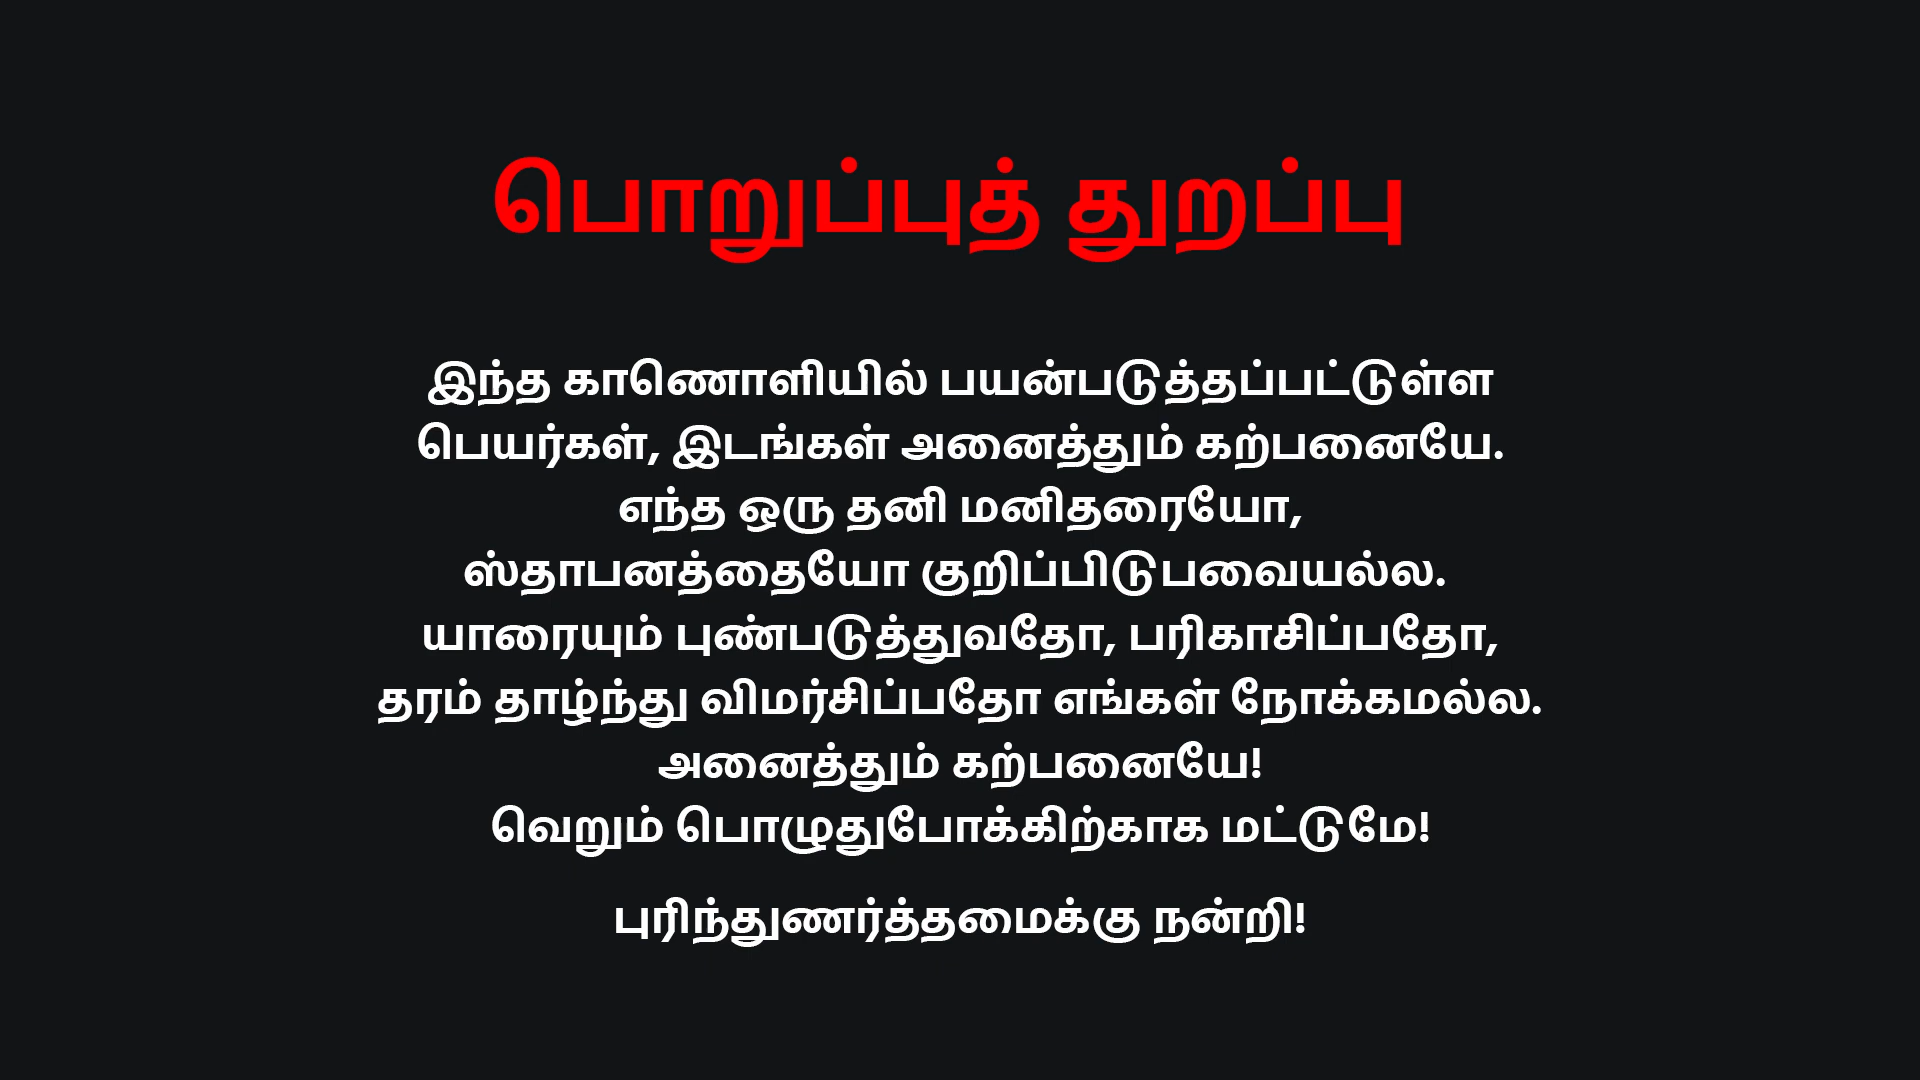 பொறுப்புத் துறப்பு
இந்த காணொளியில் பயன்படுத்தப்பட்டுள்ள
பெயர்கள், இடங்கள் அனைத்தும் கற்பனையே.
எந்த ஒரு தனி மனிதரையோ,
ஸ்தாபனத்தையோ குறிப்பிடுபவையல்ல.
யாரையும் புண்படுத்துவதோ, பரிகாசிப்பதோ,
தரம் தாழ்ந்து விமர்சிப்பதோ எங்கள் நோக்கமல்ல.
அனைத்தும் கற்பனையே!
வெறும் பொழுதுபோக்கிற்காக மட்டுமே!
புரிந்துணர்த்தமைக்கு நன்றி!